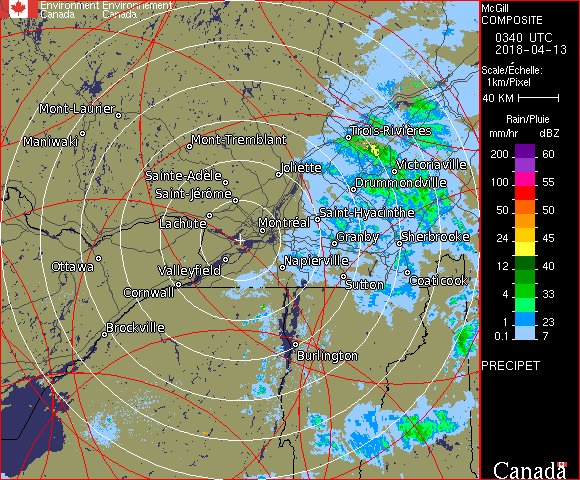 Environment Environnement
Canada Canada
McGill
COMPOSITE
0340 UTC
2018-04-13
Scale/Échelle:
1km/Pixel
40 KM
Rain/Pluie
mm/hr dBZ
200 60
100 55
50 50
24 45
12 40
4 33
1 23
0.1 7
PRECIPET
Canada
Mont-Laurier
Maniwaki
Mont-Tremblant
Trois-Rivières
Sainte-Adèle
Joliette
Victoriaville
Saint-Jérôme
Drummondville
Lachute
Saint-Hyacinthe
Montréal
Granby
Sherbrooke
Ottawa
Valleyfield
Napierville
Sutton
Coaticook
Cornwall
Brockville
Burlington